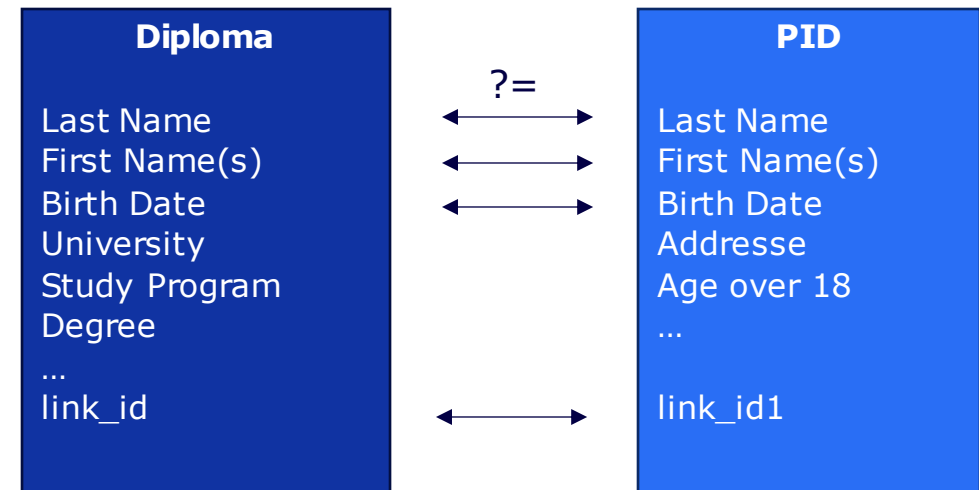 Diploma
Last Name
First Name(s)
Birth Date
University
Study Program
Degree
…
link_id
?=
PID
Last Name
First Name(s)
Birth Date
Addresse
Age over 18
…
link_id1